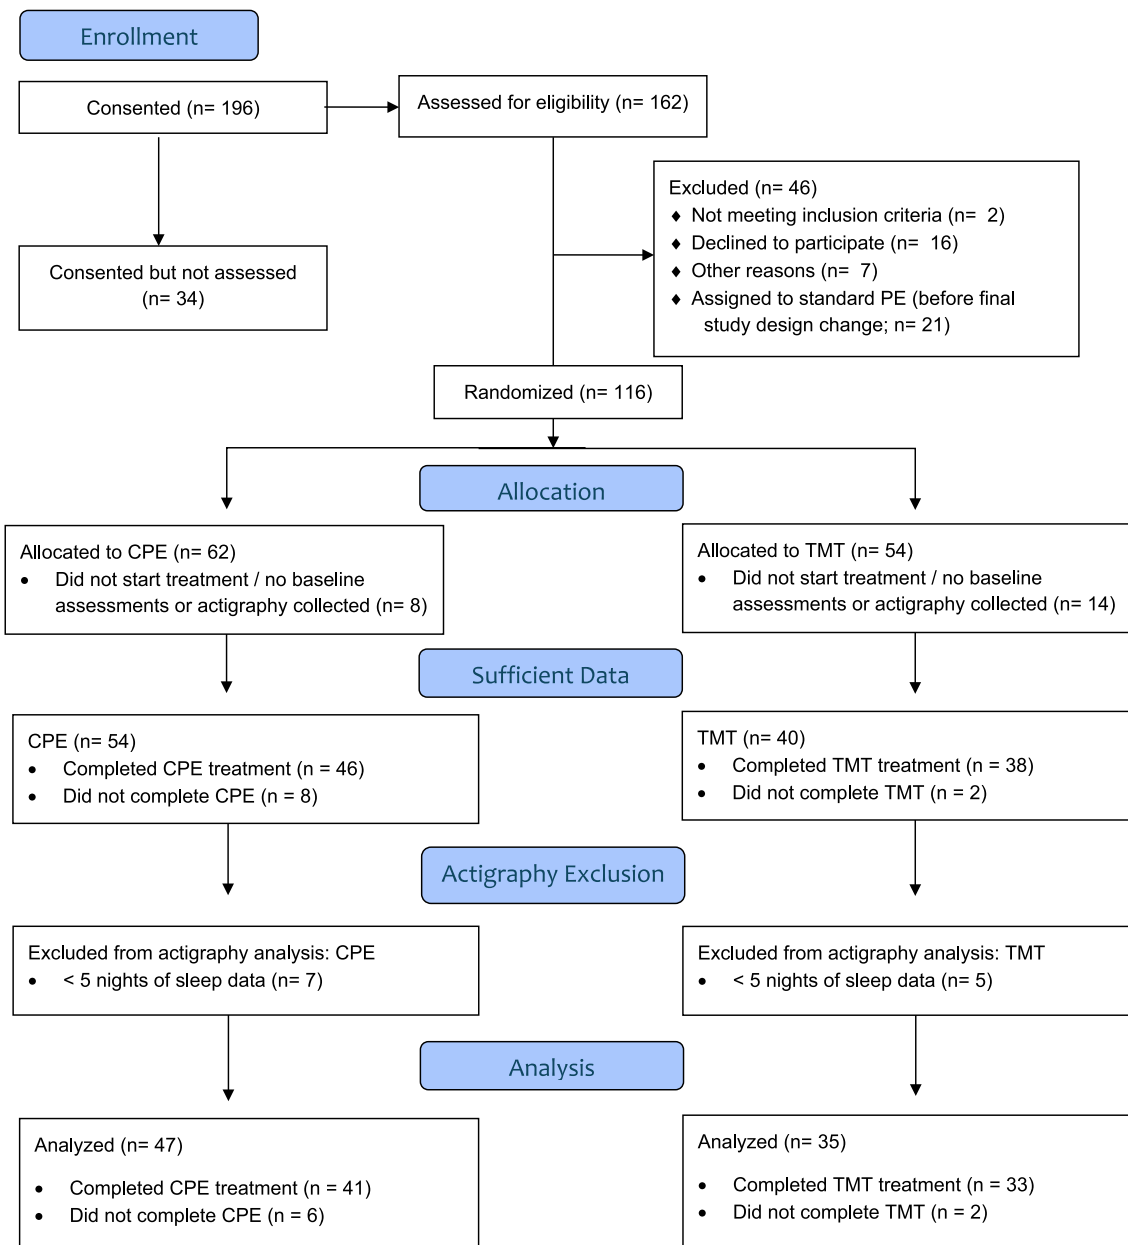 Enrollment
Consented (n= 196)
Assessed for eligibility (n= 162)
Excluded (n= 46)
♦ Not meeting inclusion criteria (n=  2)
♦ Declined to participate (n=  16)
♦ Other reasons (n=  7)
♦ Assigned to standard PE (before final
study design change; n= 21)
Consented but not assessed
(n= 34)
Randomized (n= 116)
Allocation
Allocated to CPE (n= 62)
• Did not start treatment / no baseline
assessments or actigraphy collected (n= 8)
Allocated to TMT (n= 54)
• Did not start treatment / no baseline
assessments or actigraphy collected (n= 14)
Sufficient Data
CPE (n= 54)
• Completed CPE treatment (n = 46)
• Did not complete CPE (n = 8)
TMT (n= 40)
• Completed TMT treatment (n = 38)
• Did not complete TMT (n = 2)
Actigraphy Exclusion
Excluded from actigraphy analysis: CPE
• < 5 nights of sleep data (n= 7)
Excluded from actigraphy analysis: TMT
• < 5 nights of sleep data (n= 5)
Analysis
Analyzed (n= 47)
• Completed CPE treatment (n = 41)
• Did not complete CPE (n = 6)
Analyzed (n= 35)
• Completed TMT treatment (n = 33)
• Did not complete TMT (n = 2)